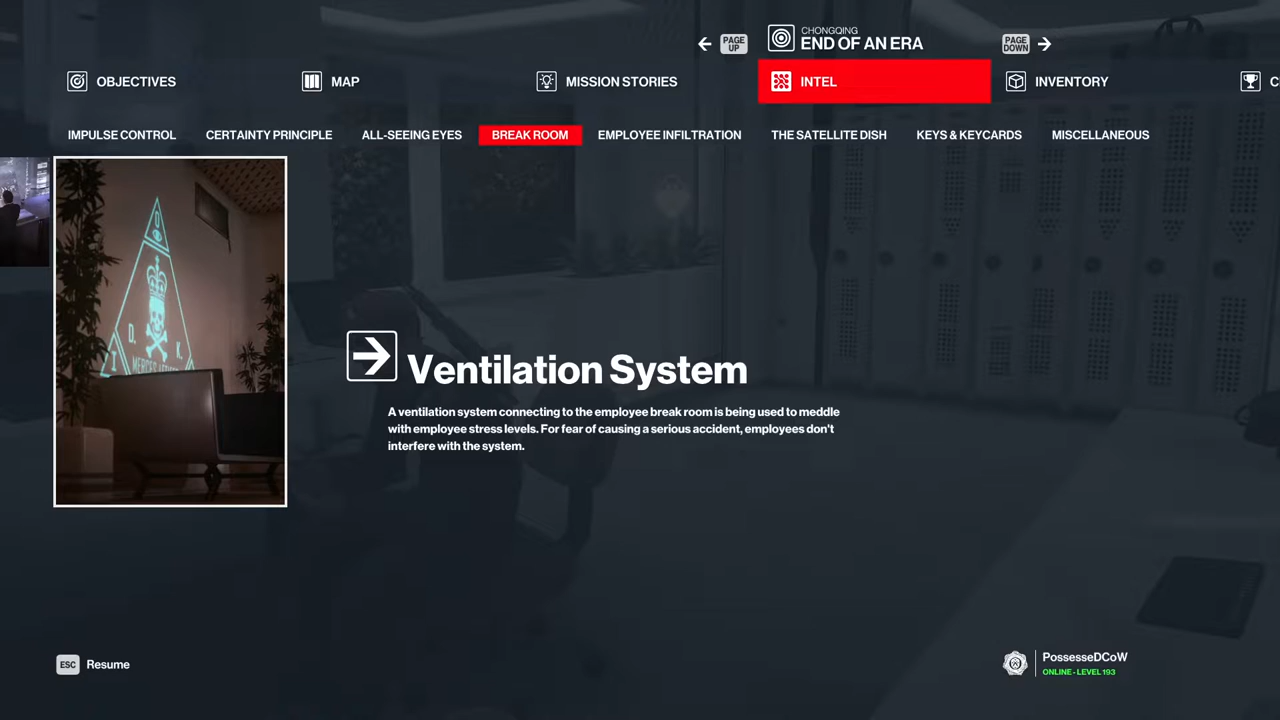 PAGE UP
CHONGQING
END OF AN ERA
PAGE DOWN
OBJECTIVES
MAP
MISSION STORIES
INTEL
INVENTORY
C
IMPULSE CONTROL
CERTAINTY PRINCIPLE
ALL-SEEING EYES
BREAK ROOM
EMPLOYEE INFILTRATION
THE SATELLITE DISH
KEYS & KEYCARDS
MISCELLANEOUS
I. D. K.
Ventilation System
A ventilation system connecting to the employee break room is being used to meddle
with employee stress levels. For fear of causing a serious accident, employees don't
interfere with the system.
ESC Resume
PossesseDCoW
ONLINE - LEVEL 193